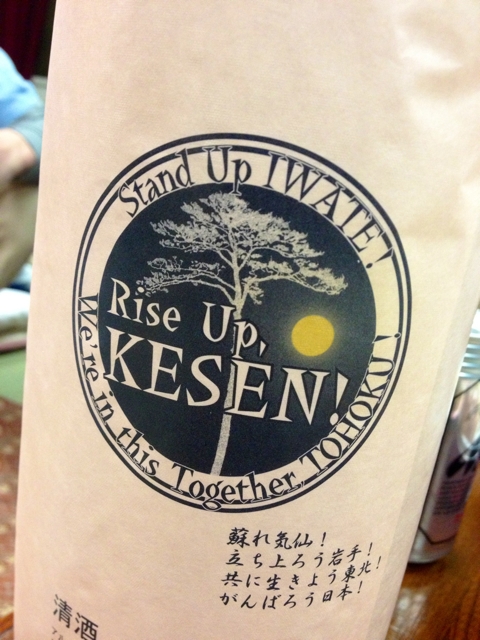 Stand Up IWATE!
Rise Up,
KESEN!
We're in this Together TOHOKU!
蘇れ気仙!
立ち上ろう岩手!
共に生きよう東北!
がんばろう日本!
清酒